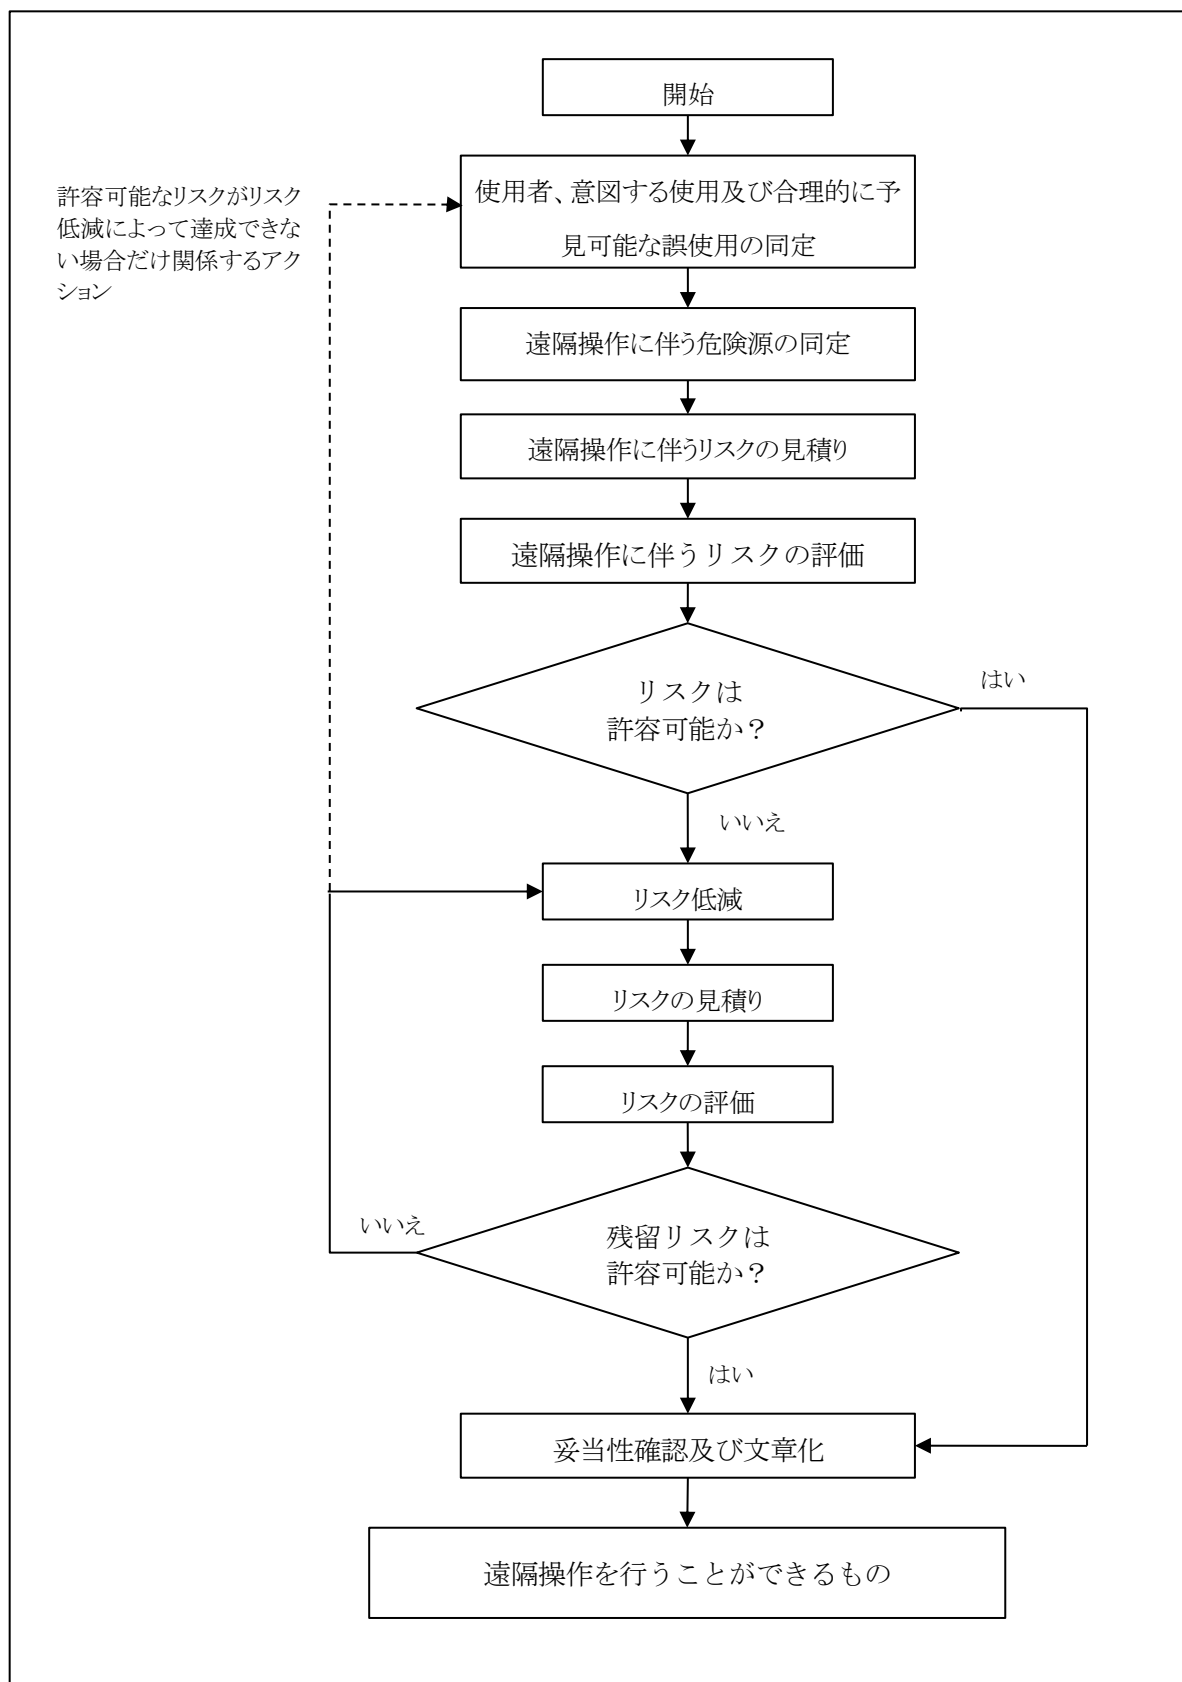 開始
許容可能なリスクがリスク
低減によって達成できな
い場合だけ関係するアク
ション
使用者、意図する使用及び合理的に予
見可能な誤使用の同定
遠隔操作に伴う危険源の同定
遠隔操作に伴うリスクの見積り
遠隔操作に伴うリスクの評価
リスクは
許容可能か？
はい
いいえ
リスク低減
リスクの見積り
リスクの評価
いいえ
残留リスクは
許容可能か？
はい
妥当性確認及び文章化
遠隔操作を行うことができるもの